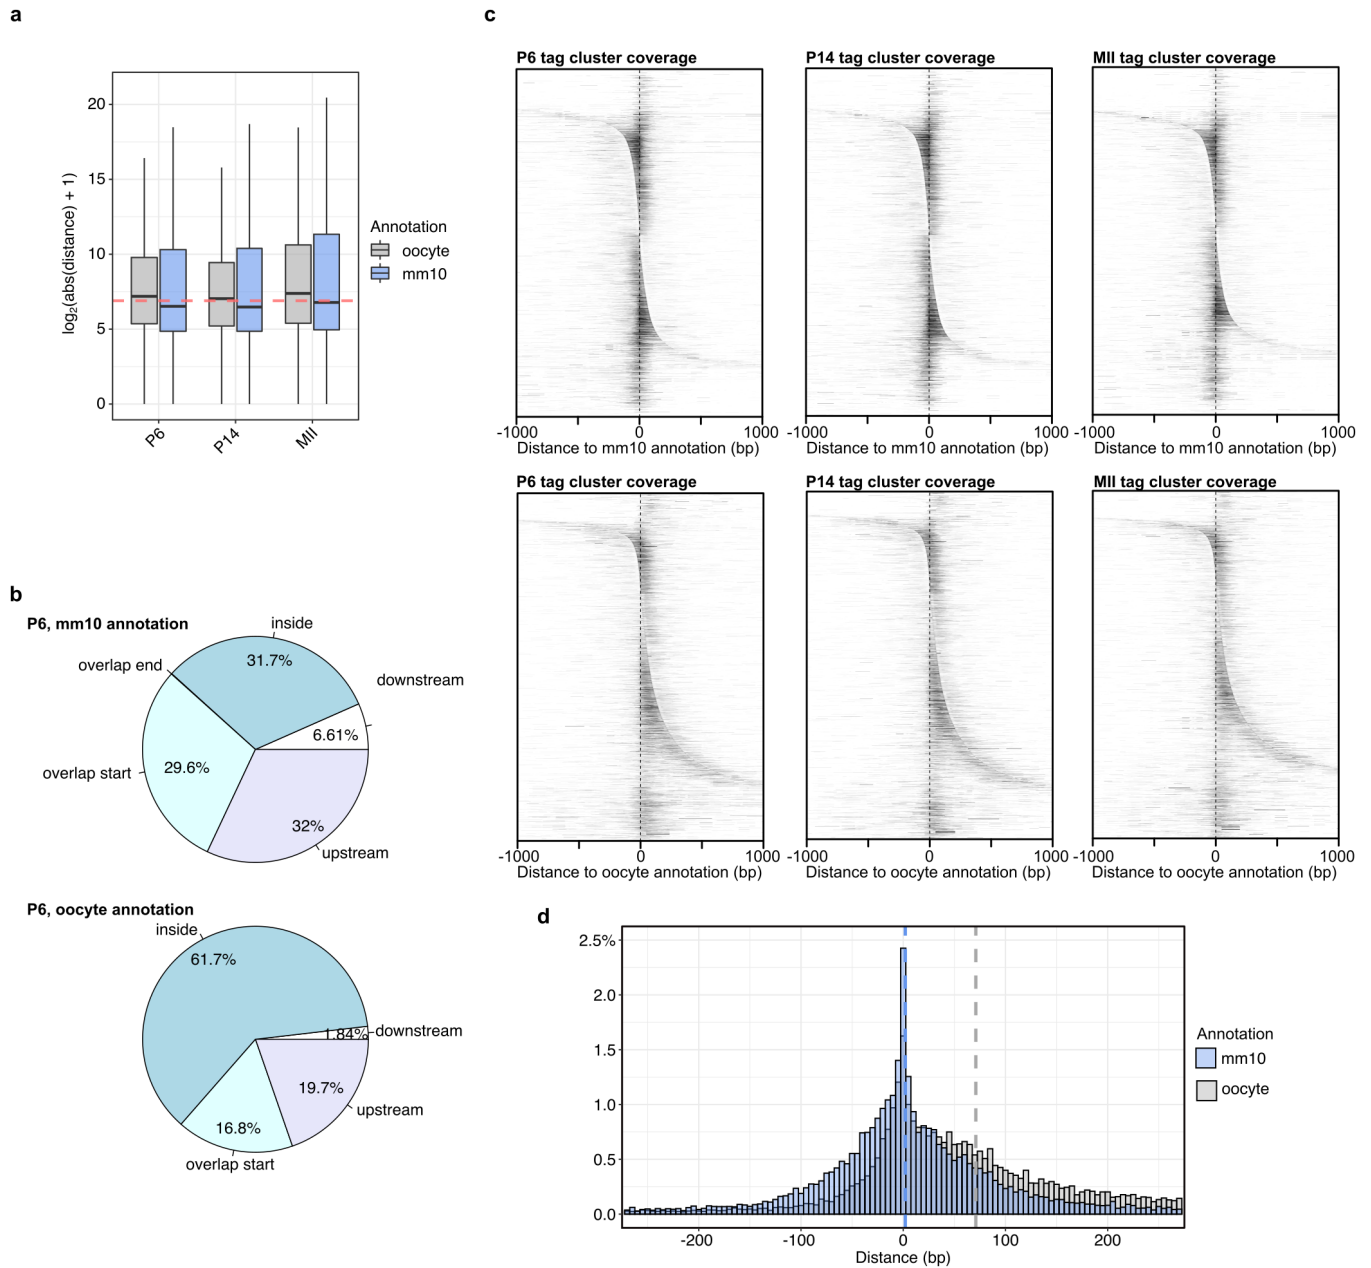 a
20
15
10
5
0
log2(abs(distance) + 1)
P6
P14
MII
Annotation
oocyte
mm10
b
P6, mm10 annotation
inside
31.7%
overlap end
downstream
6.61%
overlap start
29.6%
32%
upstream
P6, oocyte annotation
inside
61.7%
1.84%
downstream
19.7%
upstream
16.8%
overlap start
c
P6 tag cluster coverage
-1000 0 1000
Distance to mm10 annotation (bp)
P14 tag cluster coverage
-1000 0 1000
Distance to mm10 annotation (bp)
MII tag cluster coverage
-1000 0 1000
Distance to mm10 annotation (bp)
P6 tag cluster coverage
-1000 0 1000
Distance to oocyte annotation (bp)
P14 tag cluster coverage
-1000 0 1000
Distance to oocyte annotation (bp)
MII tag cluster coverage
-1000 0 1000
Distance to oocyte annotation (bp)
d
2.5%
2.0
1.5
1.0
0.5
0.0
-200 -100 0 100 200
Distance (bp)
Annotation
mm10
oocyte